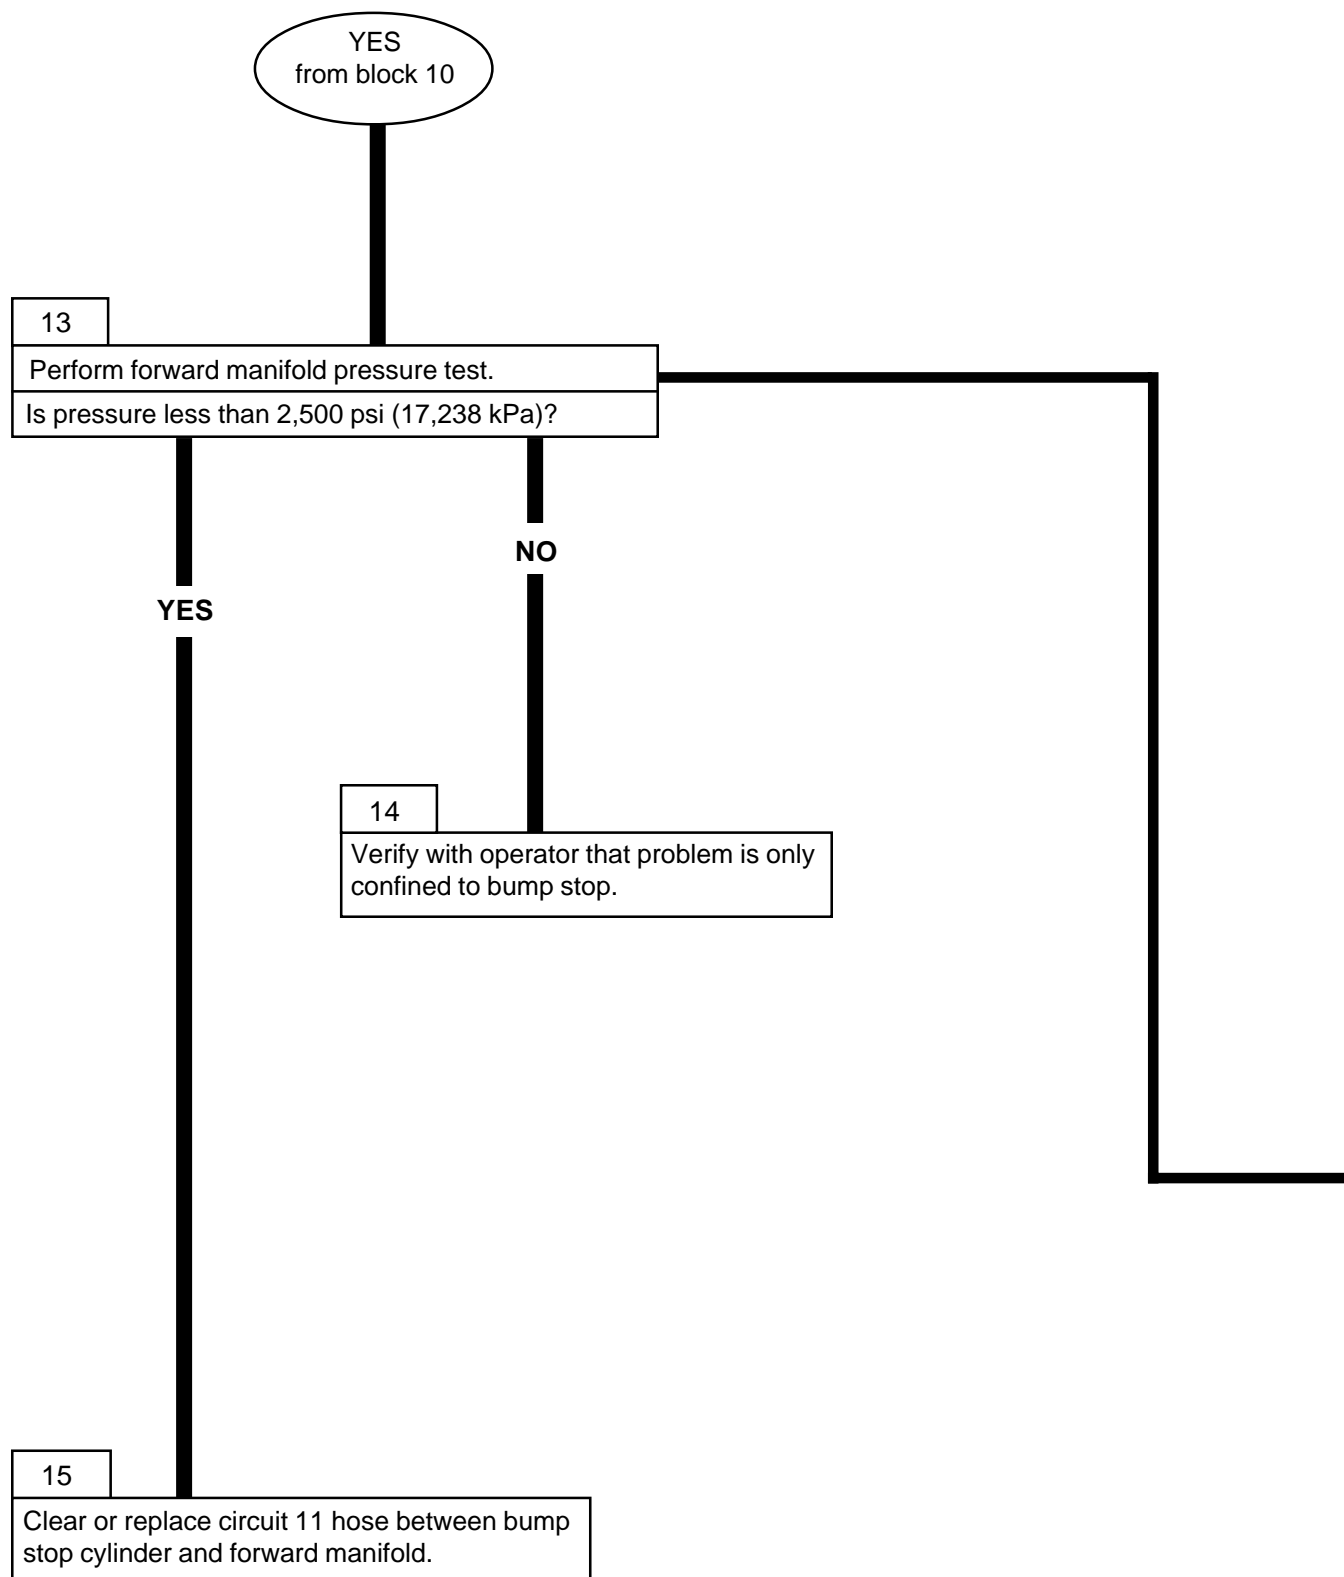 YES
from block 10
13
Perform forward manifold pressure test.
Is pressure less than 2,500 psi (17,238 kPa)?
NO
YES
14
Verify with operator that problem is only
confined to bump stop.
15
Clear or replace circuit 11 hose between bump
stop cylinder and forward manifold.